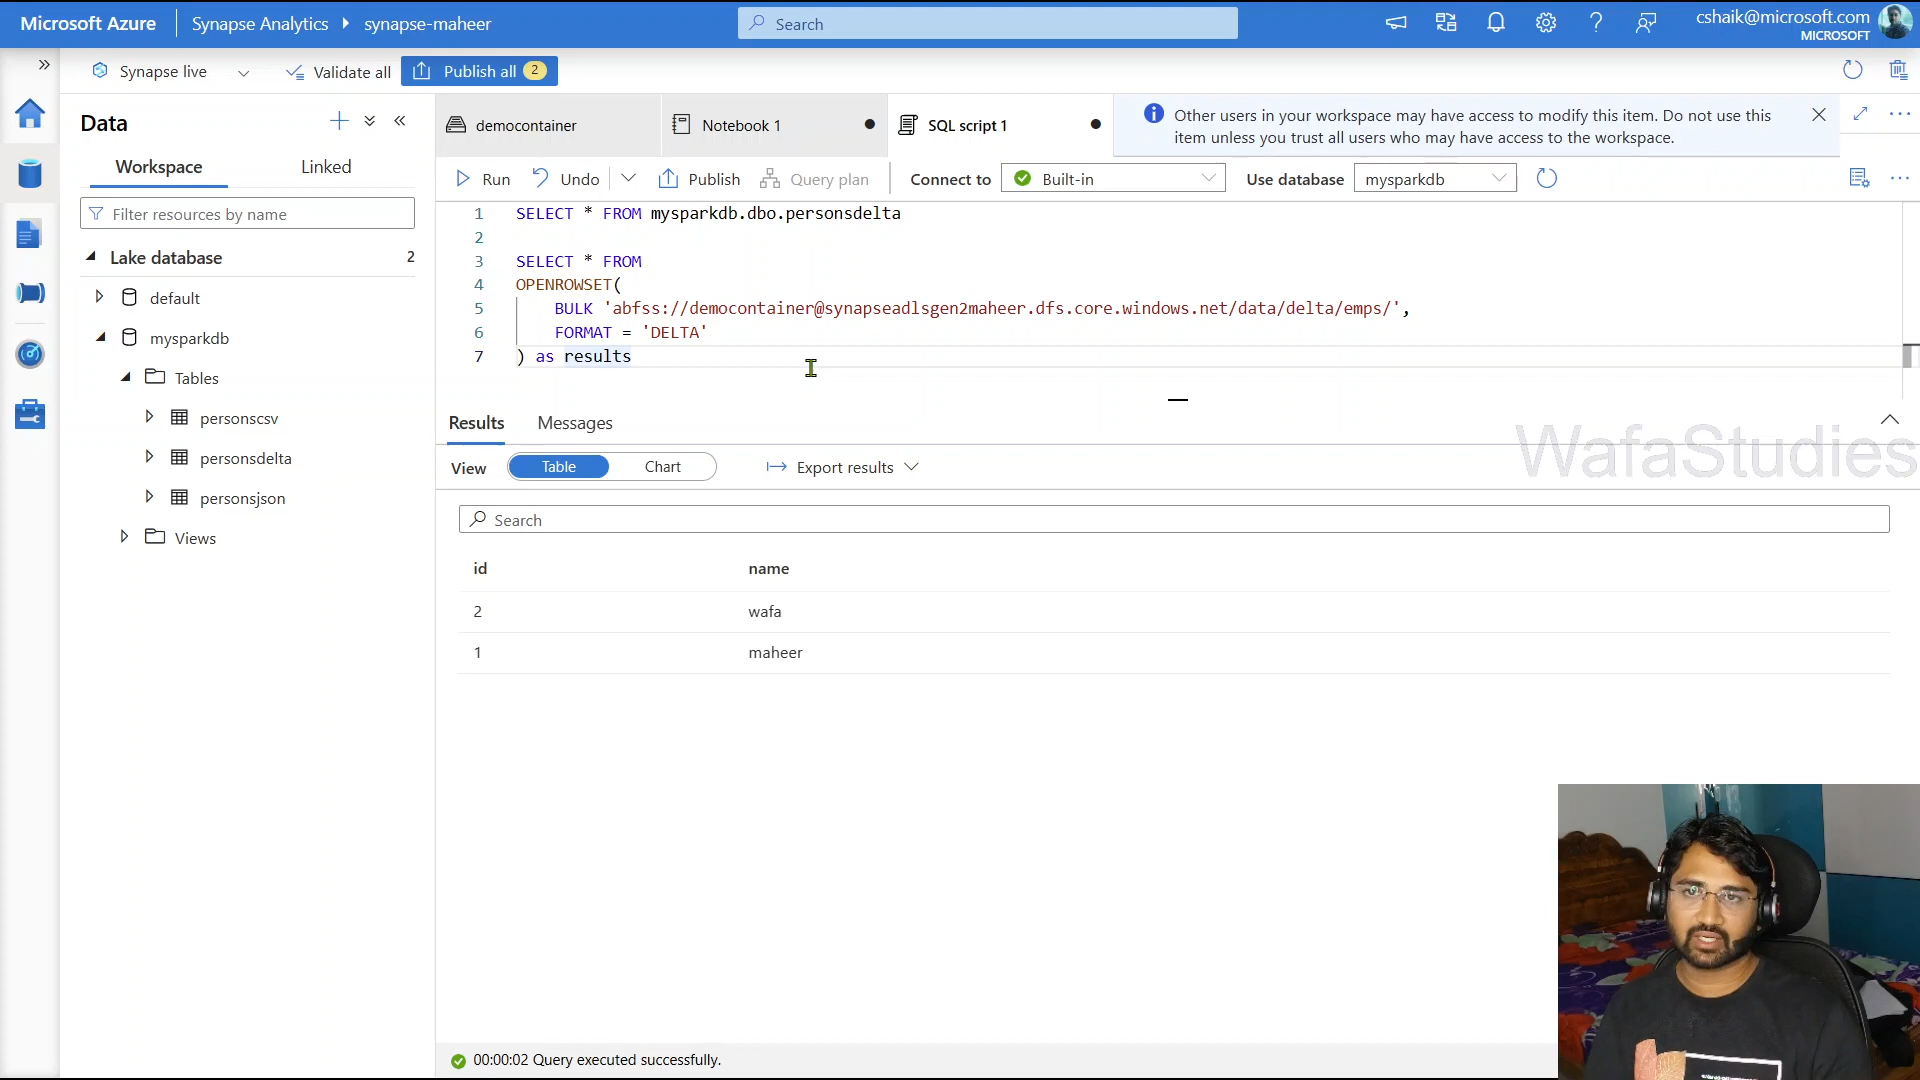 Microsoft Azure
Synapse Analytics
synapse-maheer
Search
cshaik@microsoft.com
MICROSOFT
Synapse live
Validate all
Publish all 2
Data
Workspace
Linked
Filter resources by name
Lake database 2
default
mysparkdb
Tables
personscsv
personsdelta
personsjson
Views
democontainer
Notebook 1
SQL script 1
Other users in your workspace may have access to modify this item. Do not use this
item unless you trust all users who may have access to the workspace.
Run
Undo
Publish
Query plan
Connect to
Built-in
Use database
mysparkdb
1 SELECT * FROM mysparkdb.dbo.personsdelta
2
3 SELECT * FROM
4 OPENROWSET(
5 BULK 'abfss://democontainer@synapseadlsgen2maheer.dfs.core.windows.net/data/delta/emps/',
6 FORMAT = 'DELTA'
7 ) as results
Results
Messages
WafaStudies
View
Table
Chart
Export results
Search
id name
2 wafa
1 maheer
00:00:02 Query executed successfully.